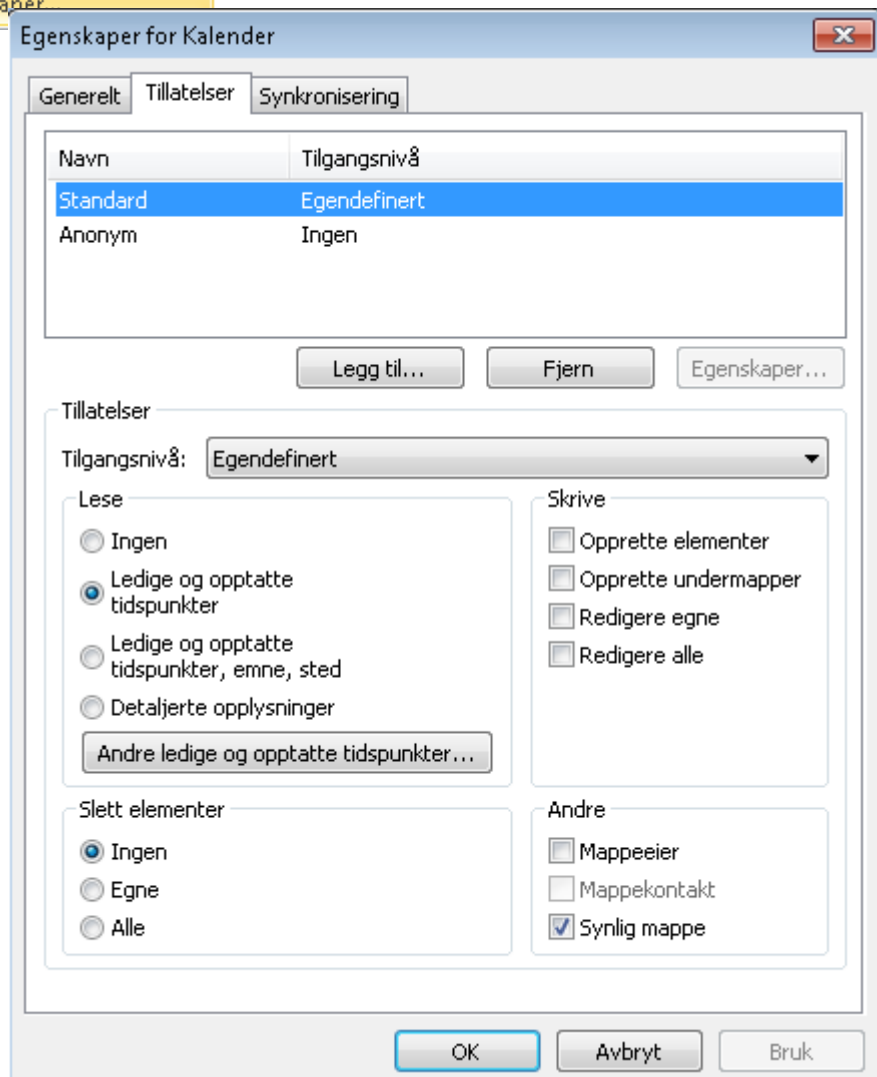 Egenskaper for Kalender
Generelt Tillatelser Synkronisering
Navn Tilgangsnivå
Standard Egendefinert
Anonym Ingen
Legg til... Fjern Egenskaper...
Tillatelser
Tilgangsnivå: Egendefinert
Lese
Ingen
Ledige og opptatte
tidspunkter
Ledige og opptatte
tidspunkter, emne, sted
Detaljerte opplysninger
Andre ledige og opptatte tidspunkter...
Skrive
Opprette elementer
Opprette undermapper
Redigere egne
Redigere alle
Slett elementer
Ingen
Egne
Alle
Andre
Mappeeier
Mappekontakt
Synlig mappe
OK Avbryt Bruk